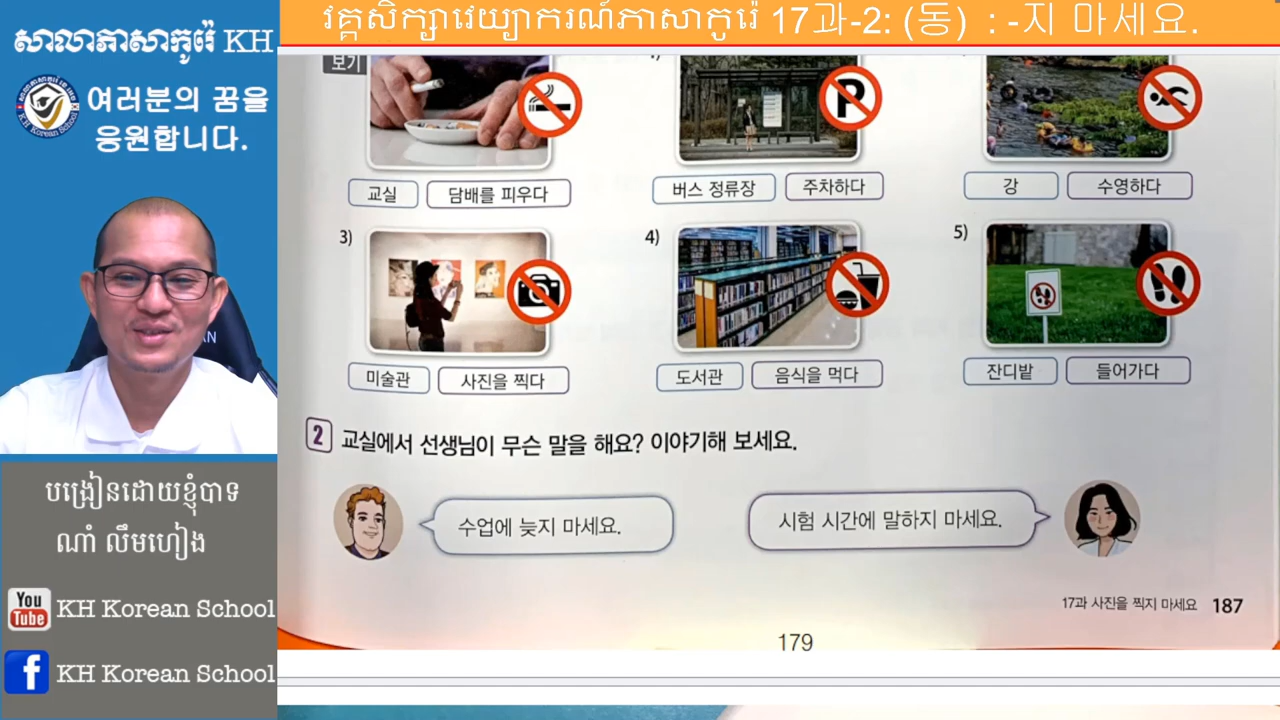 វគ្គសិក្សាវេយ្យាករណ៍ភាសាកូរ៉េ 17과-2: (동) : -지 마세요.
សាលាភាសាកូរ៉េ KH
여러분의 꿈을
응원합니다.
보기
P
교실 담배를 피우다
버스 정류장 주차하다
강 수영하다
3) 4) 5)
미술관 사진을 찍다
도서관 음식을 먹다
잔디밭 들어가다
2 교실에서 선생님이 무슨 말을 해요? 이야기해 보세요.
수업에 늦지 마세요.
시험 시간에 말하지 마세요.
17과 사진을 찍지 마세요 187
179
បង្រៀនដោយខ្ញុំបាទ
ណាំ លឹមហៀង
You Tube KH Korean School
f KH Korean School